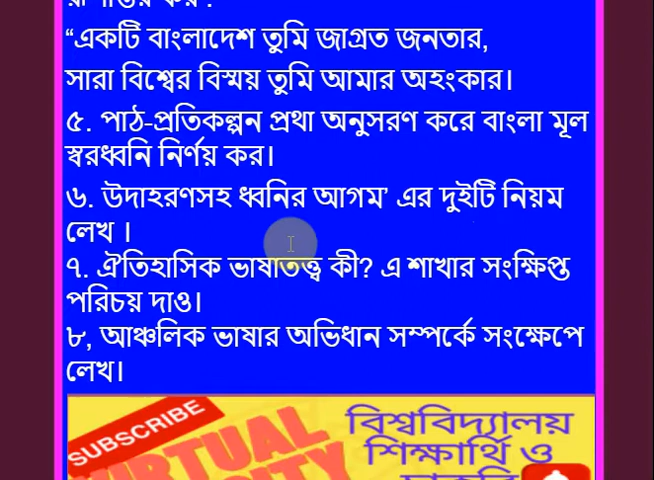 “একটি বাংলাদেশ তুমি জাগ্রত জনতার,
সারা বিশ্বের বিস্ময় তুমি আমার অহংকার।
৫. পাঠ-প্রতিকল্পন প্রথা অনুসরণ করে বাংলা মূল
স্বরধ্বনি নির্ণয় কর।
৬. উদাহরণসহ ধ্বনির আগম’ এর দুইটি নিয়ম
লেখ ।
৭. ঐতিহাসিক ভাষাতত্ত্ব কী? এ শাখার সংক্ষিপ্ত
পরিচয় দাও।
৮, আঞ্চলিক ভাষার অভিধান সম্পর্কে সংক্ষেপে
লেখ।
SUBSCRIBE
VIRTUAL
বিশ্ববিদ্যালয়
শিক্ষার্থি ও